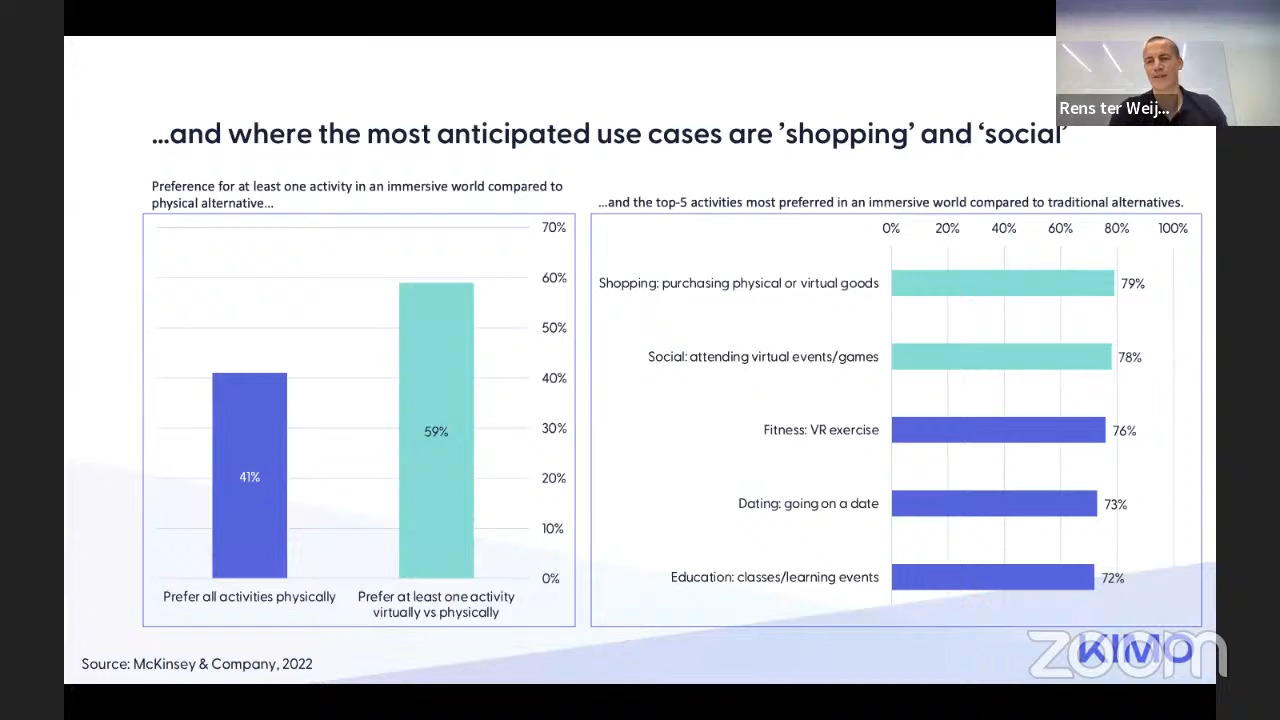 Rens ter Weij...
...and where the most anticipated use cases are ’shopping’ and ‘social’
Preference for at least one activity in an immersive world compared to
physical alternative...
70%
60%
50%
40%
30%
20%
10%
0%
41%
59%
Prefer all activities physically
Prefer at least one activity
virtually vs physically
...and the top-5 activities most preferred in an immersive world compared to traditional alternatives.
0% 20% 40% 60% 80% 100%
Shopping: purchasing physical or virtual goods 79%
Social: attending virtual events/games 78%
Fitness: VR exercise 76%
Dating: going on a date 73%
Education: classes/learning events 72%
Source: McKinsey & Company, 2022
KIMO
zoom